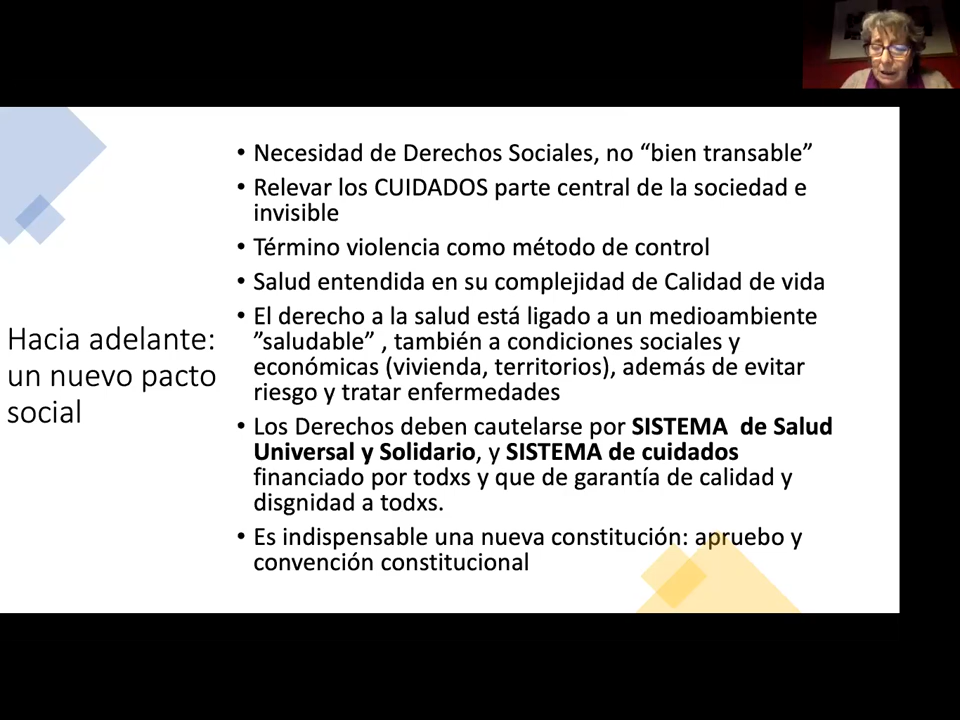 Hacia adelante:
un nuevo pacto
social
• Necesidad de Derechos Sociales, no “bien transable”
• Relevar los CUIDADOS parte central de la sociedad e
invisible
• Término violencia como método de control
• Salud entendida en su complejidad de Calidad de vida
• El derecho a la salud está ligado a un medioambiente
”saludable” , también a condiciones sociales y
económicas (vivienda, territorios), además de evitar
riesgo y tratar enfermedades
• Los Derechos deben cautelarse por SISTEMA de Salud
Universal y Solidario, y SISTEMA de cuidados
financiado por todxs y que de garantía de calidad y
disgnidad a todxs.
• Es indispensable una nueva constitución: apruebo y
convención constitucional